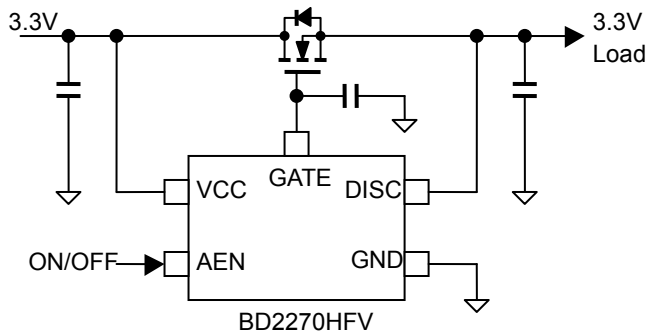 3.3V
3.3V
Load
GATE
VCC
DISC
ON/OFF
AEN
GND
BD2270HFV